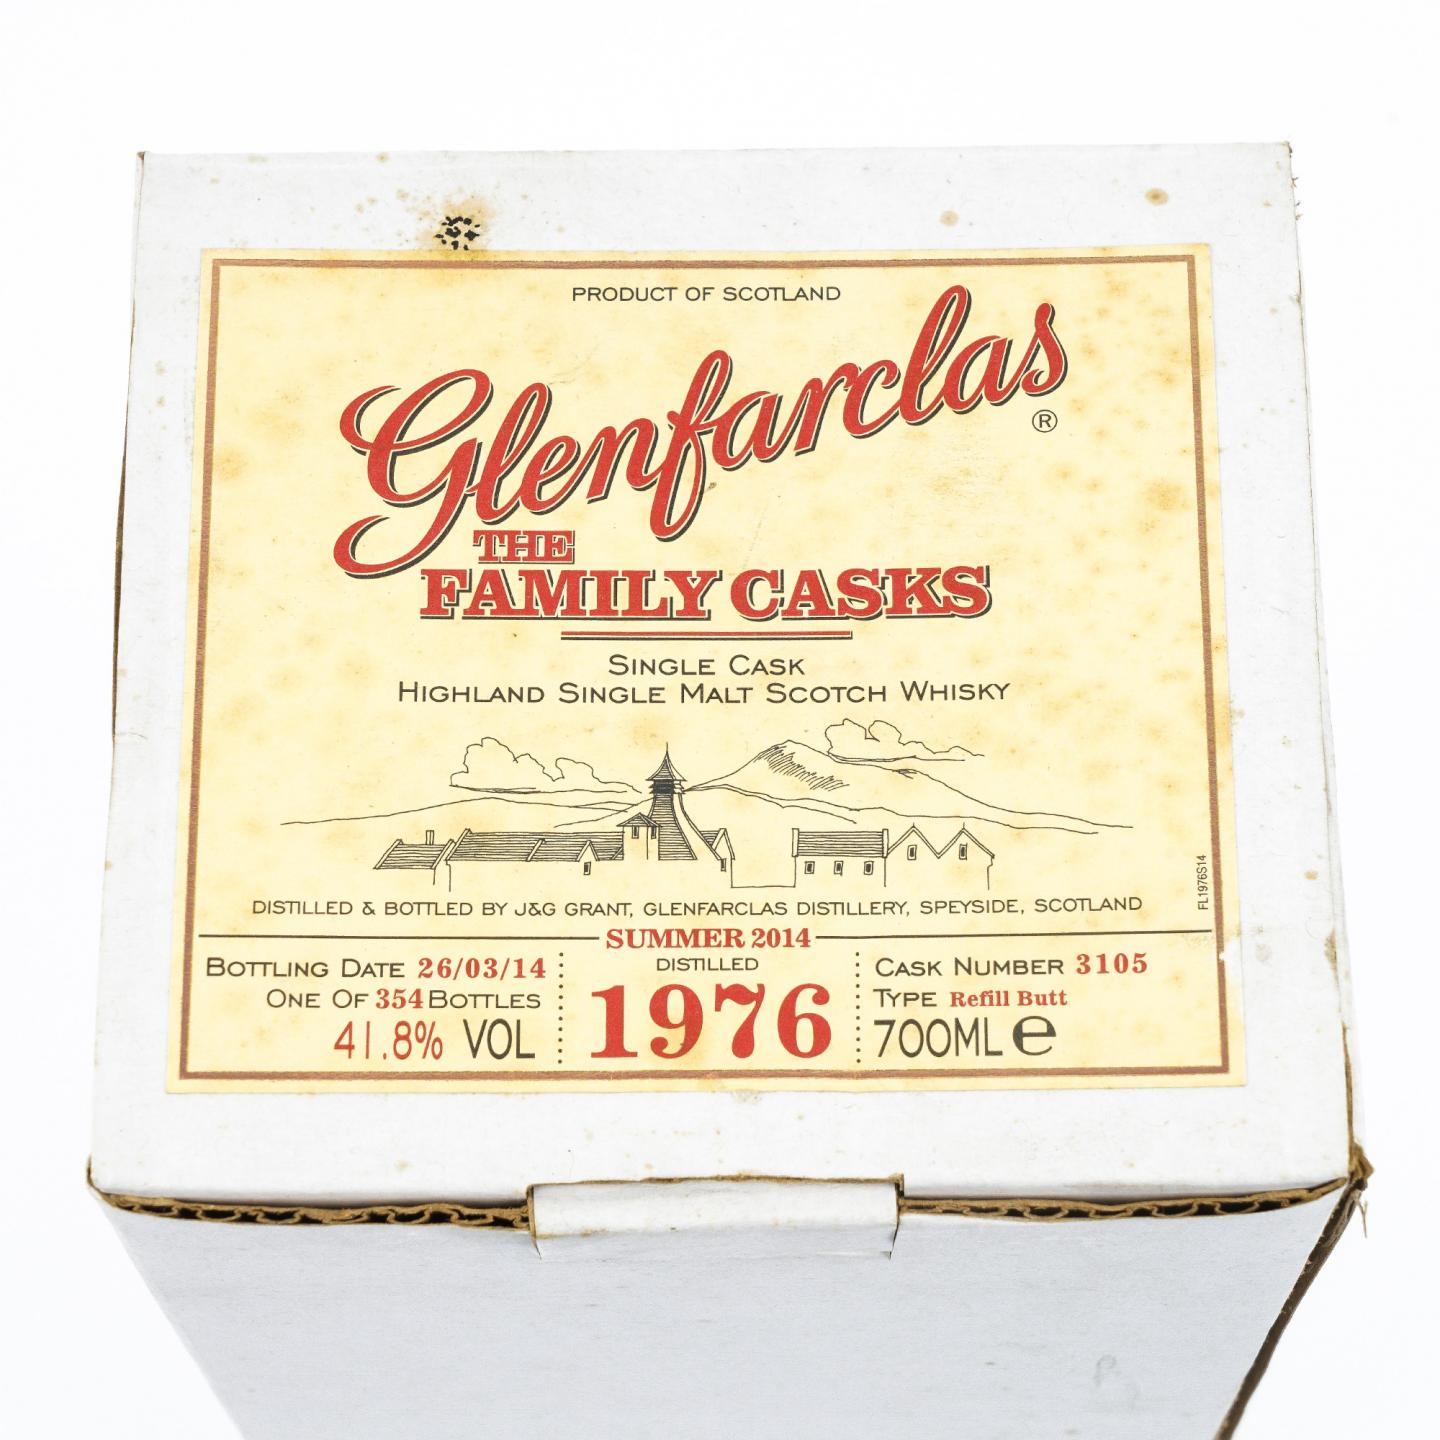 PRODUCT OF SCOTLAND
Glenfarclas®
THE
FAMILY CASKS
SINGLE CASK
HIGHLAND SINGLE MALT SCOTCH WHISKY
FL1976S14
DISTILLED & BOTTLED BY J&G GRANT, GLENFARCLAS DISTILLERY, SPEYSIDE, SCOTLAND
SUMMER 2014
BOTTLING DATE 26/03/14
ONE OF 354 BOTTLES
41.8% VOL
DISTILLED
1976
CASK NUMBER 3105
TYPE Refill Butt
700ML e